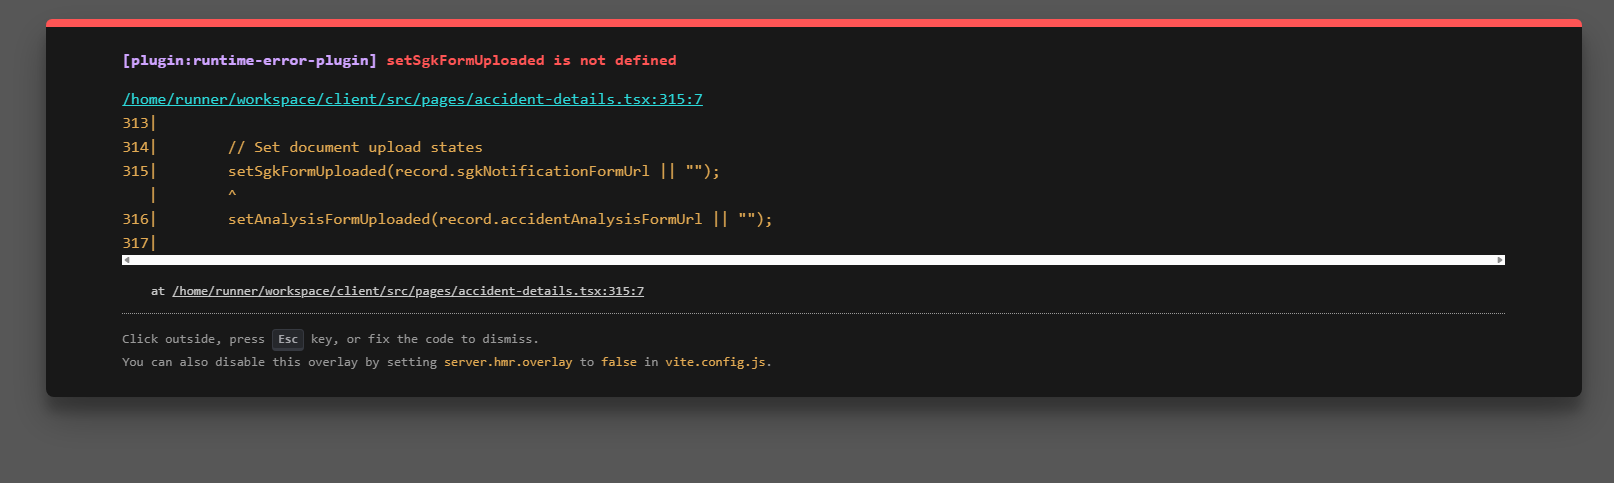 [plugin:runtime-error-plugin] setSgkFormUploaded is not defined
/home/runner/workspace/client/src/pages/accident-details.tsx:315:7
313|
314|        // Set document upload states
315|        setSgkFormUploaded(record.sgkNotificationFormUrl || "");
   |        ^
316|        setAnalysisFormUploaded(record.accidentAnalysisFormUrl || "");
317|
at /home/runner/workspace/client/src/pages/accident-details.tsx:315:7
Click outside, press Esc key, or fix the code to dismiss.
You can also disable this overlay by setting server.hmr.overlay to false in vite.config.js.